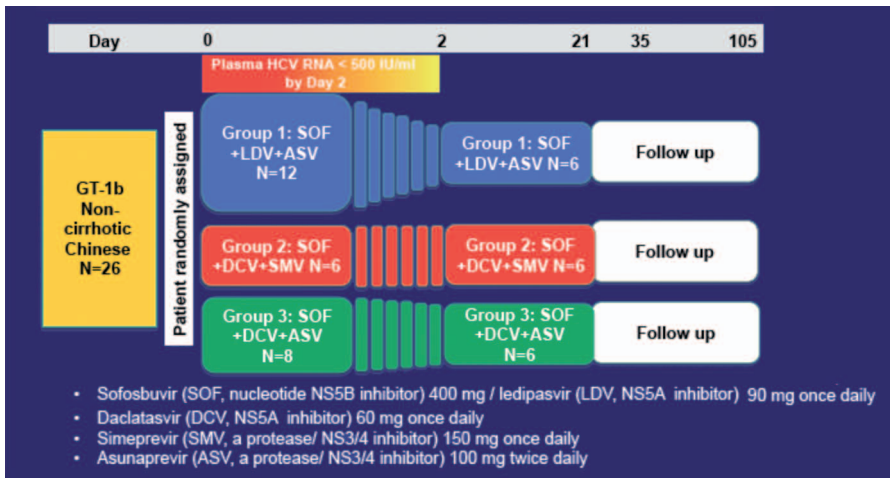 Day 0 2 21 35 105
Plasma HCV RNA < 500 IU/ml
by Day 2
GT-1b
Non-
cirrhotic
Chinese
N=26
Patient randomly assigned
Group 1: SOF
+LDV+ASV
N=12
Group 1: SOF
+LDV+ASV N=6
Follow up
Group 2: SOF
+DCV+SMV N=6
Group 2: SOF
+DCV+SMV N=6
Follow up
Group 3: SOF
+DCV+ASV
N=8
Group 3: SOF
+DCV+ASV
N=6
Follow up
• Sofosbuvir (SOF, nucleotide NS5B inhibitor) 400 mg / ledipasvir (LDV, NS5A inhibitor) 90 mg once daily
• Daclatasvir (DCV, NS5A inhibitor) 60 mg once daily
• Simeprevir (SMV, a protease/ NS3/4 inhibitor) 150 mg once daily
• Asunaprevir (ASV, a protease/ NS3/4 inhibitor) 100 mg twice daily